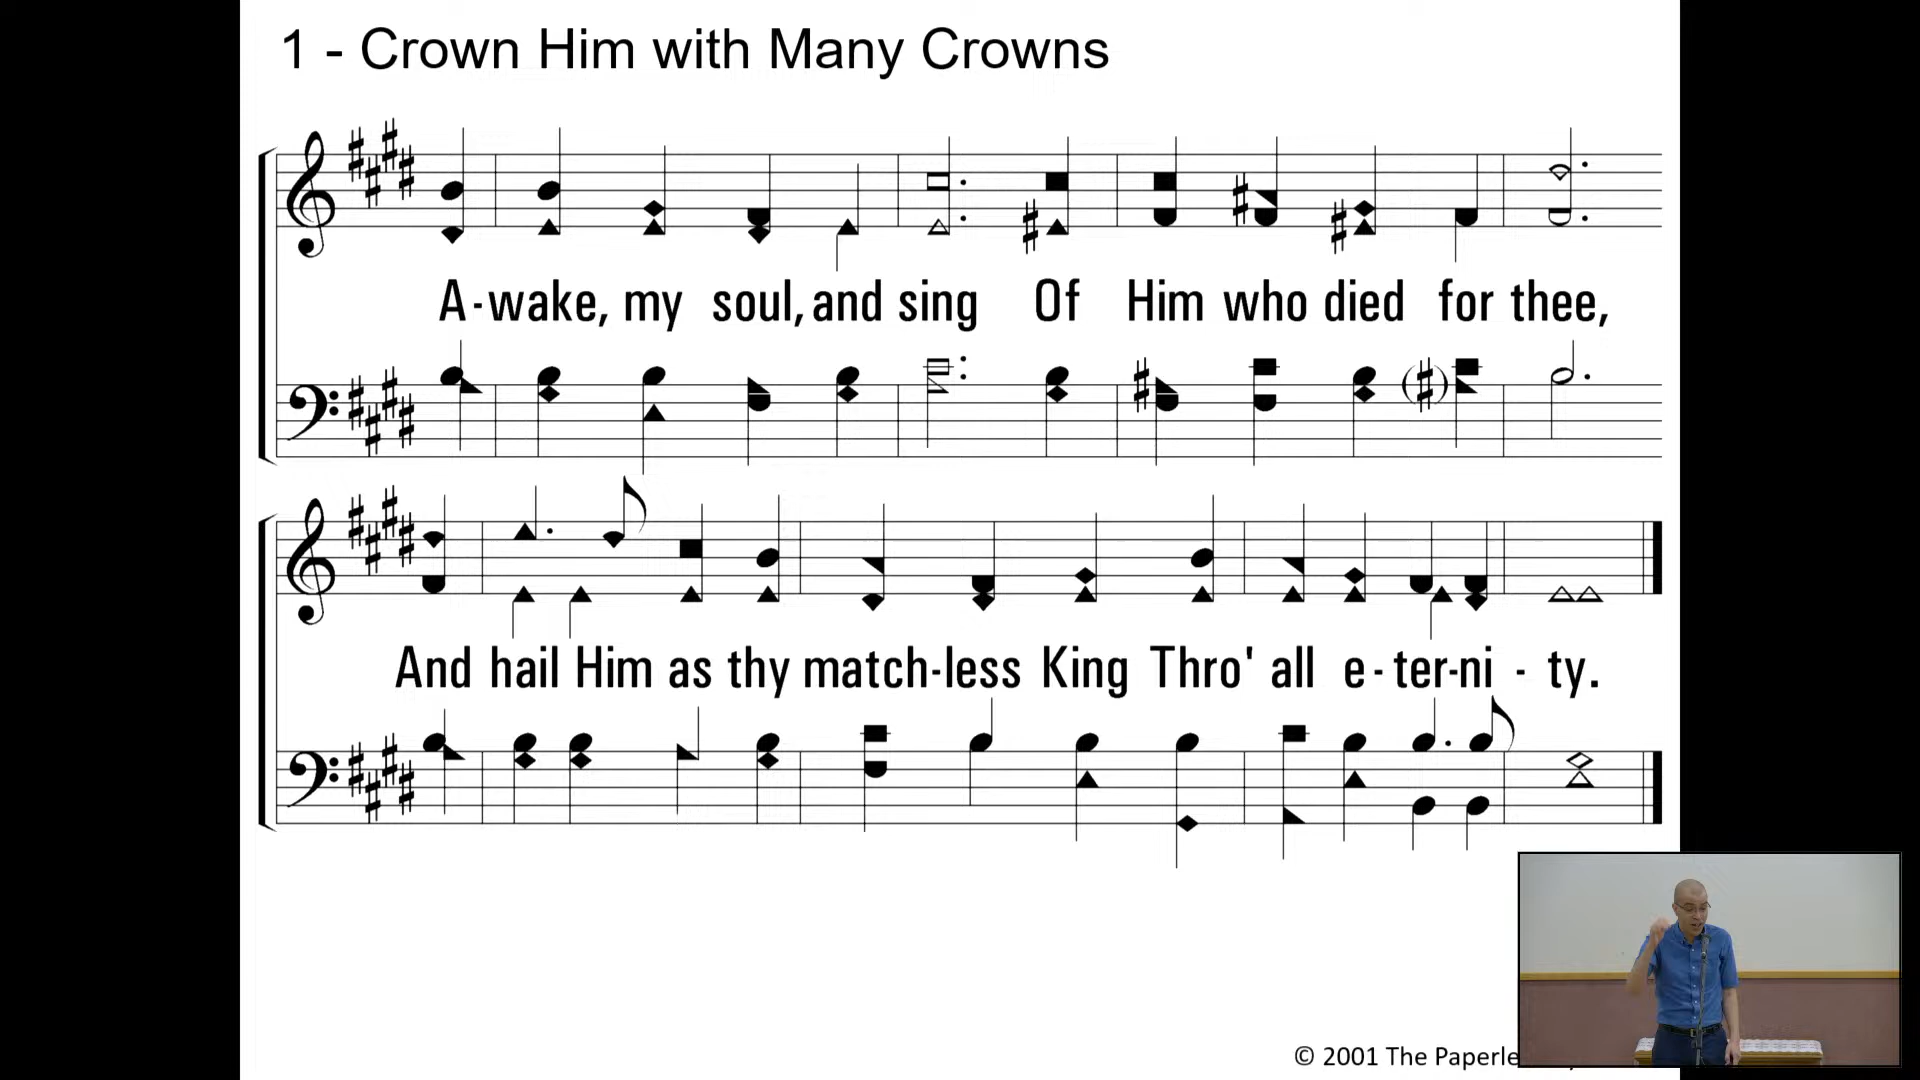 1 - Crown Him with Many Crowns
A-wake, my soul, and sing Of Him who died for thee,
And hail Him as thy match-less King Thro' all e-ter-ni - ty.
© 2001 The